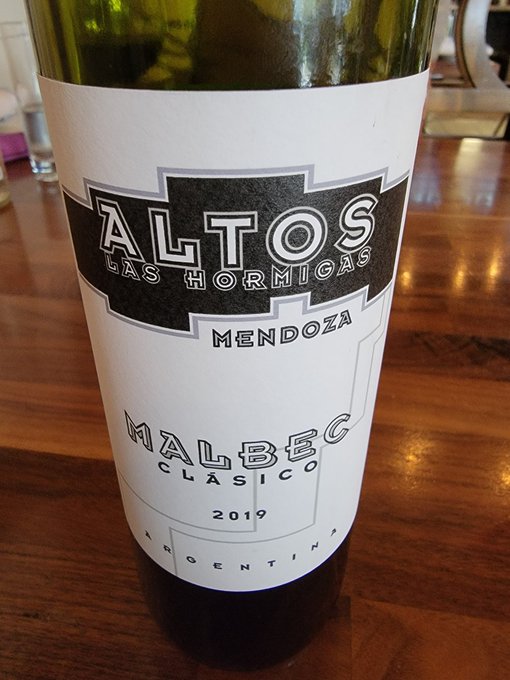 ALTOS
LAS HORMIGAS
MENDOZA
MALBEC
CLÁSICO
2019
ARGENTINA